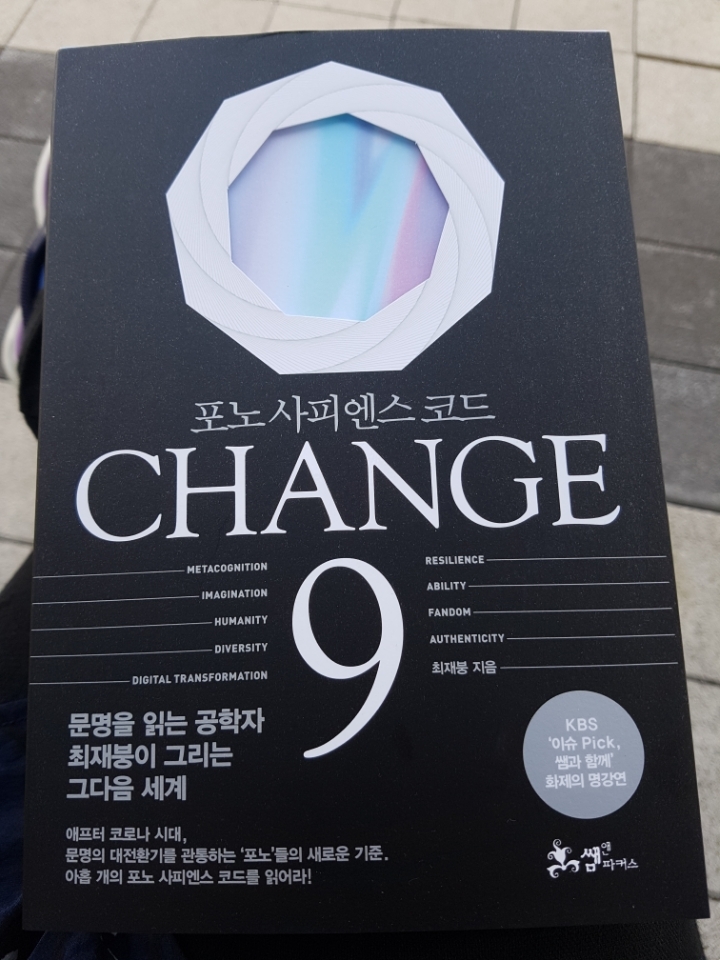 포노 사피엔스 코드
CHANGE
9
METACOGNITION
IMAGINATION
HUMANITY
DIVERSITY
DIGITAL TRANSFORMATION
RESILIENCE
ABILITY
FANDOM
AUTHENTICITY
최재붕 지음
문명을 읽는 공학자
최재붕이 그리는
그다음 세계
KBS
'이슈 Pick,
쌤과 함께'
화제의 명강연
애프터 코로나 시대,
문명의 대전환기를 관통하는 '포노'들의 새로운 기준.
아홉 개의 포노 사피엔스 코드를 읽어라!
쌤앤파커스